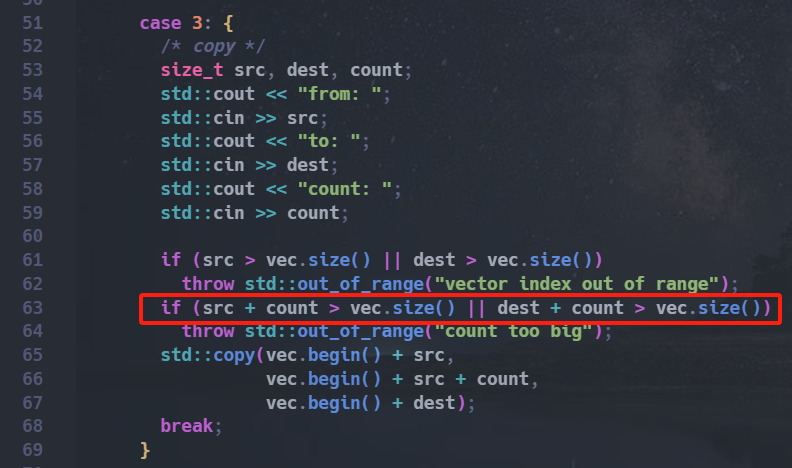 51 case 3: {
52 /* copy */
53 size_t src, dest, count;
54 std::cout << "from: ";
55 std::cin >> src;
56 std::cout << "to: ";
57 std::cin >> dest;
58 std::cout << "count: ";
59 std::cin >> count;
60
61 if (src > vec.size() || dest > vec.size())
62 throw std::out_of_range("vector index out of range");
63 if (src + count > vec.size() || dest + count > vec.size())
64 throw std::out_of_range("count too big");
65 std::copy(vec.begin() + src,
66 vec.begin() + src + count,
67 vec.begin() + dest);
68 break;
69 }